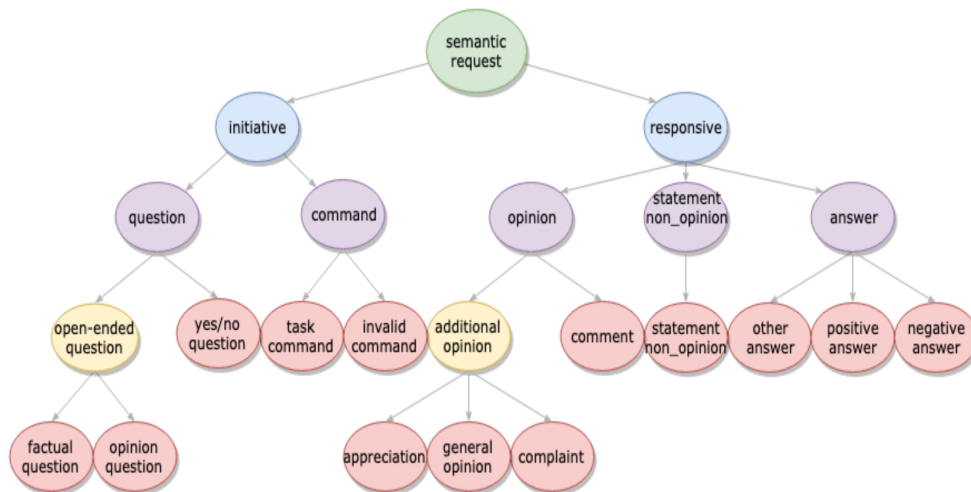 semantic
request
initiative
responsive
question
command
opinion
statement
non_opinion
answer
open-ended
question
yes/no
question
task
command
invalid
command
additional
opinion
comment
statement
non_opinion
other
answer
positive
answer
negative
answer
factual
question
opinion
question
appreciation
general
opinion
complaint